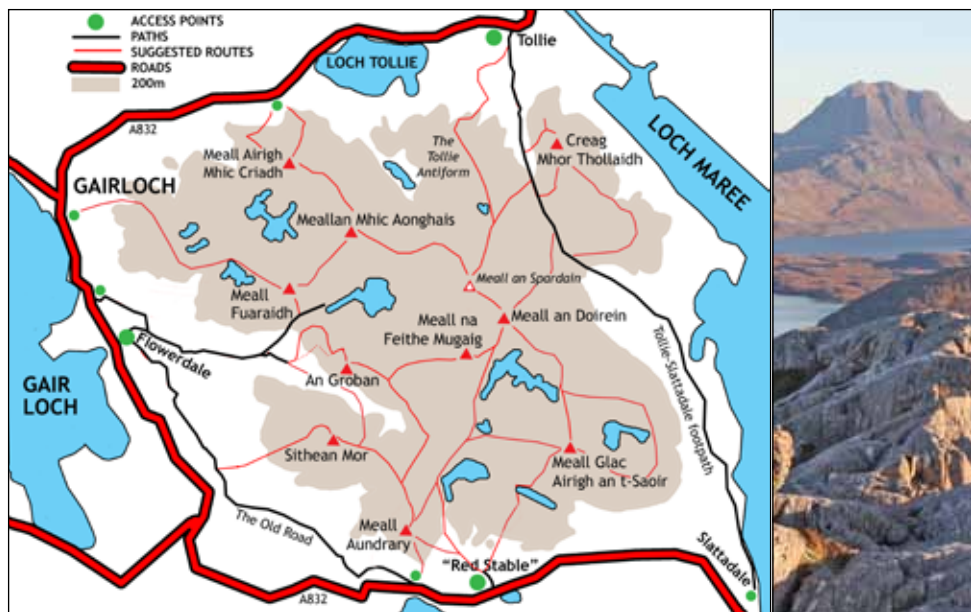 ACCESS POINTS
PATHS
SUGGESTED ROUTES
ROADS
200m
A832
LOCH TOLLIE
Tollie
LOCH MAREE
Meall Airigh
Mhic Criadh
The
Tollie
Antiform
Creag
Mhor Thollaidh
GAIRLOCH
Meallan Mhic Aonghais
Meall an Spardain
Meall
Fuaraidh
Meall na
Feithe Mugaig
Meall an Doirein
Flowerdale
An Groban
Tollie-Slattadale footpath
GAIR
LOCH
Sithean Mor
Meall Glac
Airigh an t-Saoir
The Old Road
Meall
Aundrary
"Red Stable"
Slattadale
A832